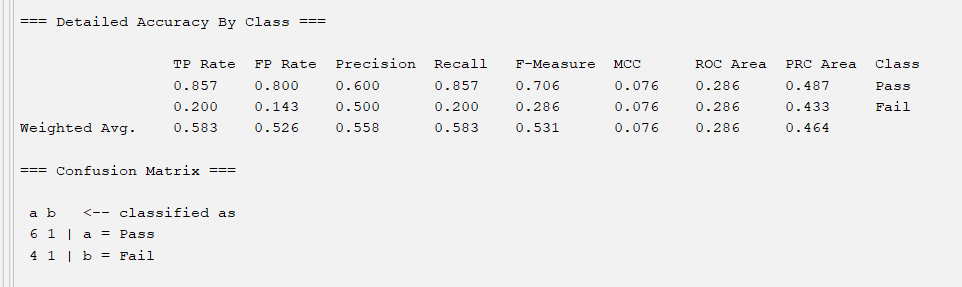 === Detailed Accuracy By Class ===
TP Rate  FP Rate  Precision  Recall  F-Measure  MCC  ROC Area  PRC Area  Class
0.857  0.800  0.600  0.857  0.706  0.076  0.286  0.487  Pass
0.200  0.143  0.500  0.200  0.286  0.076  0.286  0.433  Fail
Weighted Avg.  0.583  0.526  0.558  0.583  0.531  0.076  0.286  0.464
=== Confusion Matrix ===
a b   <-- classified as
6 1 | a = Pass
4 1 | b = Fail